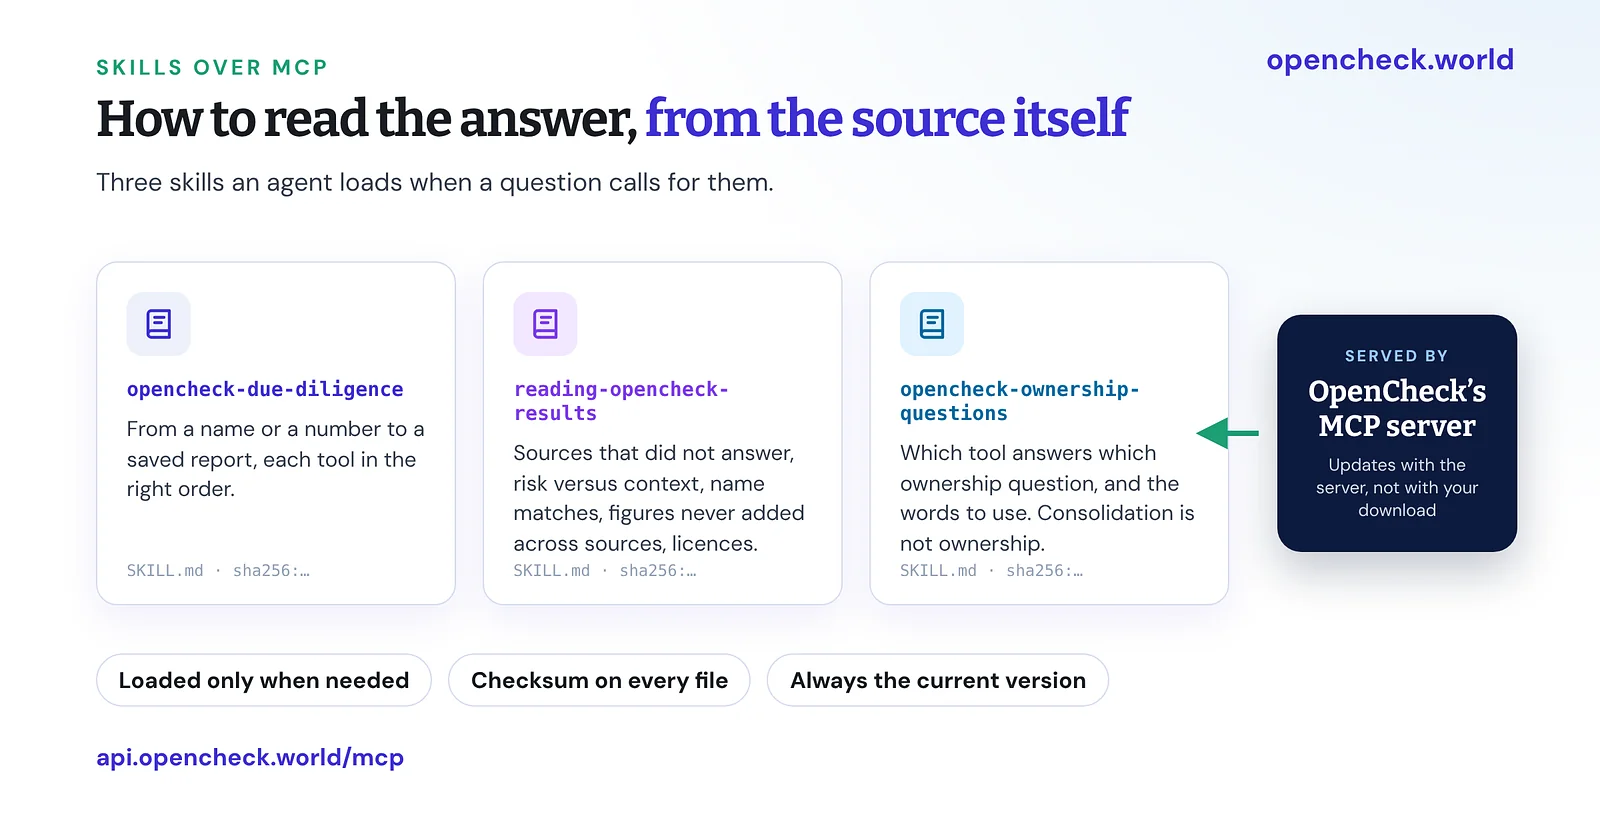 SKILLS OVER MCP
opencheck.world
How to read the answer, from the source itself
Three skills an agent loads when a question calls for them.
opencheck-due-diligence
From a name or a number to a
saved report, each tool in the
right order.
SKILL.md · sha256:…
reading-opencheck-
results
Sources that did not answer,
risk versus context, name
matches, figures never added
across sources, licences.
SKILL.md · sha256:…
opencheck-ownership-
questions
Which tool answers which
ownership question, and the
words to use. Consolidation is
not ownership.
SKILL.md · sha256:…
SERVED BY
OpenCheck’s
MCP server
Updates with the
server, not with your
download
Loaded only when needed
Checksum on every file
Always the current version
api.opencheck.world/mcp